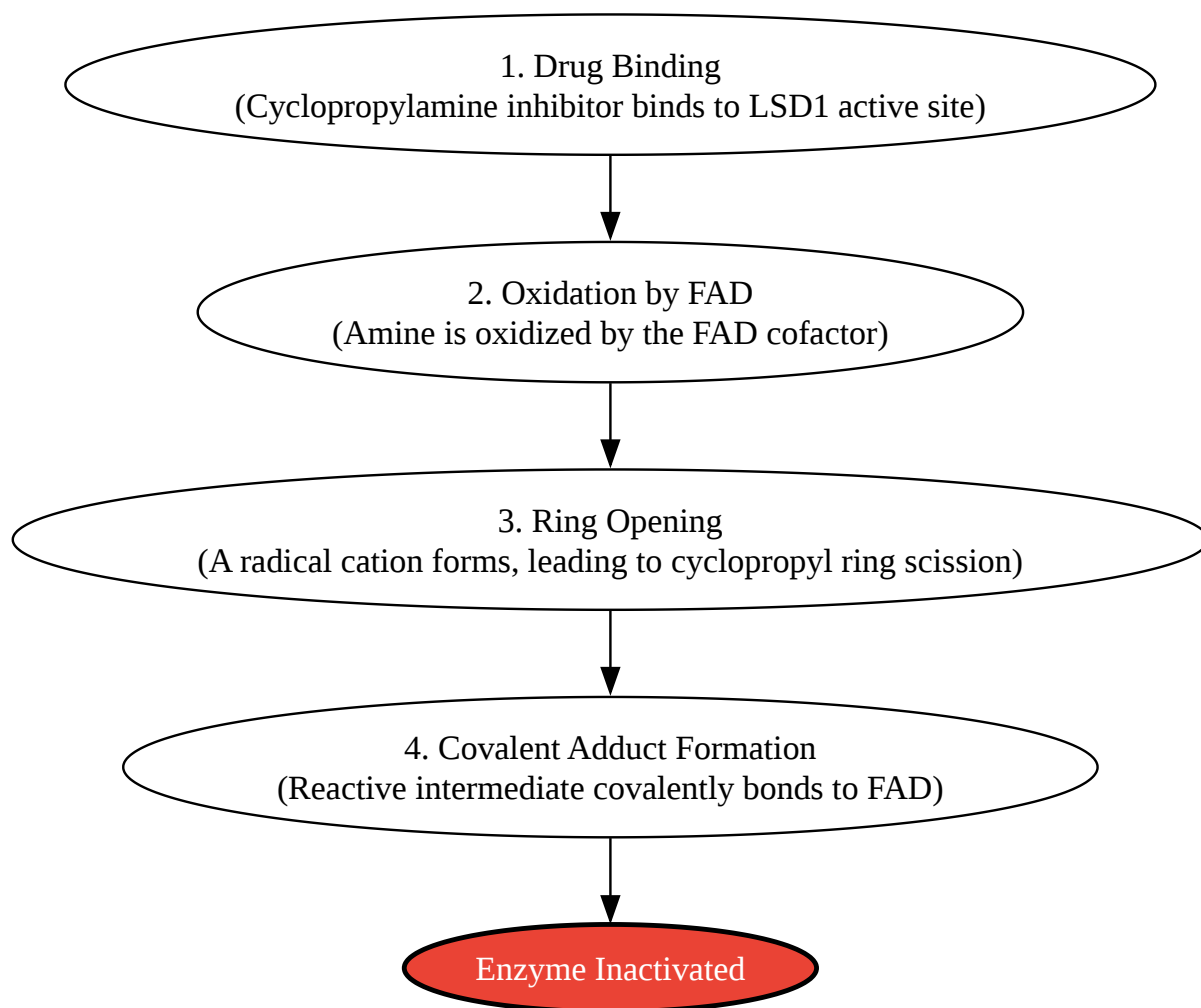 1. Drug Binding
(Cyclopropylamine inhibitor binds to LSD1 active site)
2. Oxidation by FAD
(Amine is oxidized by the FAD cofactor)
3. Ring Opening
(A radical cation forms, leading to cyclopropyl ring scission)
4. Covalent Adduct Formation
(Reactive intermediate covalently bonds to FAD)
Enzyme Inactivated